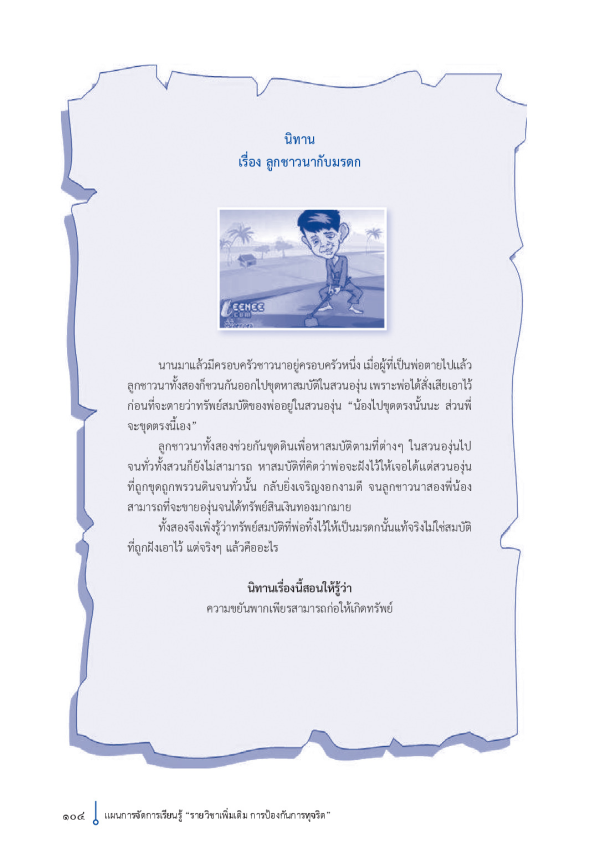 นิทาน
เรื่อง ลูกชาวนากับมรดก
EENEE
.COM
นานมาแล้วมีครอบครัวชาวนาอยู่ครอบครัวหนึ่ง เมื่อผู้ที่เป็นพ่อตายไปแล้ว
ลูกชาวนาทั้งสองก็ชวนกันออกไปขุดหาสมบัติในสวนองุ่น เพราะพ่อได้สั่งเสียเอาไว้
ก่อนที่จะตายว่าทรัพย์สมบัติของพ่ออยู่ในสวนองุ่น “น้องไปขุดตรงนั้นนะ ส่วนพี่
จะขุดตรงนี้เอง”
ลูกชาวนาทั้งสองช่วยกันขุดดินเพื่อหาสมบัติตามที่ต่างๆ ในสวนองุ่นไป
จนทั่วทั้งสวนก็ยังไม่สามารถ หาสมบัติที่คิดว่าพ่อจะฝังไว้ให้เจอได้แต่สวนองุ่น
ที่ถูกขุดถูกพรวนดินจนทั่วนั้น กลับยิ่งเจริญงอกงามดี จนลูกชาวนาสองพี่น้อง
สามารถที่จะขายองุ่นจนได้ทรัพย์สินเงินทองมากมาย
ทั้งสองจึงเพิ่งรู้ว่าทรัพย์สมบัติที่พ่อทิ้งไว้ให้เป็นมรดกนั้นแท้จริงไม่ใช่สมบัติ
ที่ถูกฝังเอาไว้ แต่จริงๆ แล้วคืออะไร
นิทานเรื่องนี้สอนให้รู้ว่า
ความขยันพากเพียรสามารถก่อให้เกิดทรัพย์
๑๐๔ แผนการจัดการเรียนรู้ “รายวิชาเพิ่มเติม การป้องกันการทุจริต”